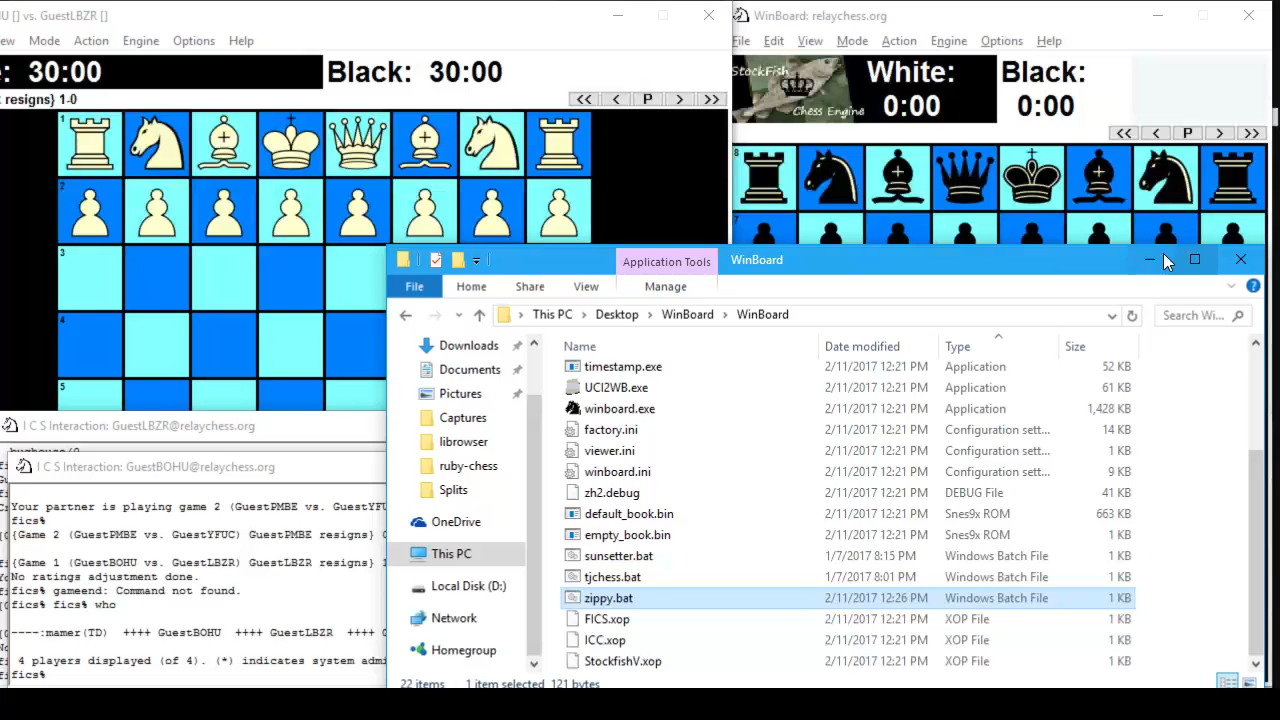 HU [] vs. GuestLBZR []
ew Mode Action Engine Options Help
e: 30:00 Black: 30:00
resigns} 1-0 << < P > >>
1
2
3
4
5
WinBoard: relaychess.org
File Edit View Mode Action Engine Options Help
StockFish
Chess Engine
White: 0:00
Black: 0:00
<< < P > >>
8
7
I C S Interaction: GuestLBZR@relaychess.org
I C S Interaction: GuestBOHU@relaychess.org
Your partner is playing game 2 (GuestPMBE vs. GuestYFUC
fics%
{Game 2 (GuestPMBE vs. GuestYFUC) GuestPMBE resigns} 0
{Game 1 (GuestBOHU vs. GuestLBZR) GuestLBZR resigns} 1
No ratings adjustment done.
fics% gameend: Command not found.
fics% fics% who
----:mamer(TD) ++++ GuestBOHU ++++ GuestLBZR ++++ G
4 players displayed (of 4). (*) indicates system admi
fics%
Application Tools WinBoard
File Home Share View Manage
This PC > Desktop > WinBoard > WinBoard
Search Wi...
Downloads
Documents
Pictures
Captures
librowser
ruby-chess
Splits
OneDrive
This PC
Local Disk (D:)
Network
Homegroup
Name Date modified Type Size
timestamp.exe 2/11/2017 12:21 PM Application 52 KB
UCI2WB.exe 2/11/2017 12:21 PM Application 61 KB
winboard.exe 2/11/2017 12:21 PM Application 1,428 KB
factory.ini 2/11/2017 12:21 PM Configuration sett... 14 KB
viewer.ini 2/11/2017 12:21 PM Configuration sett... 1 KB
winboard.ini 2/11/2017 12:21 PM Configuration sett... 9 KB
zh2.debug 2/11/2017 12:21 PM DEBUG File 41 KB
default_book.bin 2/11/2017 12:21 PM Snes9x ROM 663 KB
empty_book.bin 2/11/2017 12:21 PM Snes9x ROM 1 KB
sunsetter.bat 1/7/2017 8:15 PM Windows Batch File 1 KB
tjchess.bat 1/7/2017 8:01 PM Windows Batch File 1 KB
zippy.bat 2/11/2017 12:26 PM Windows Batch File 1 KB
FICS.xop 2/11/2017 12:21 PM XOP File 1 KB
ICC.xop 2/11/2017 12:21 PM XOP File 1 KB
StockfishV.xop 2/11/2017 12:21 PM XOP File 1 KB
22 items 1 item selected 121 bytes